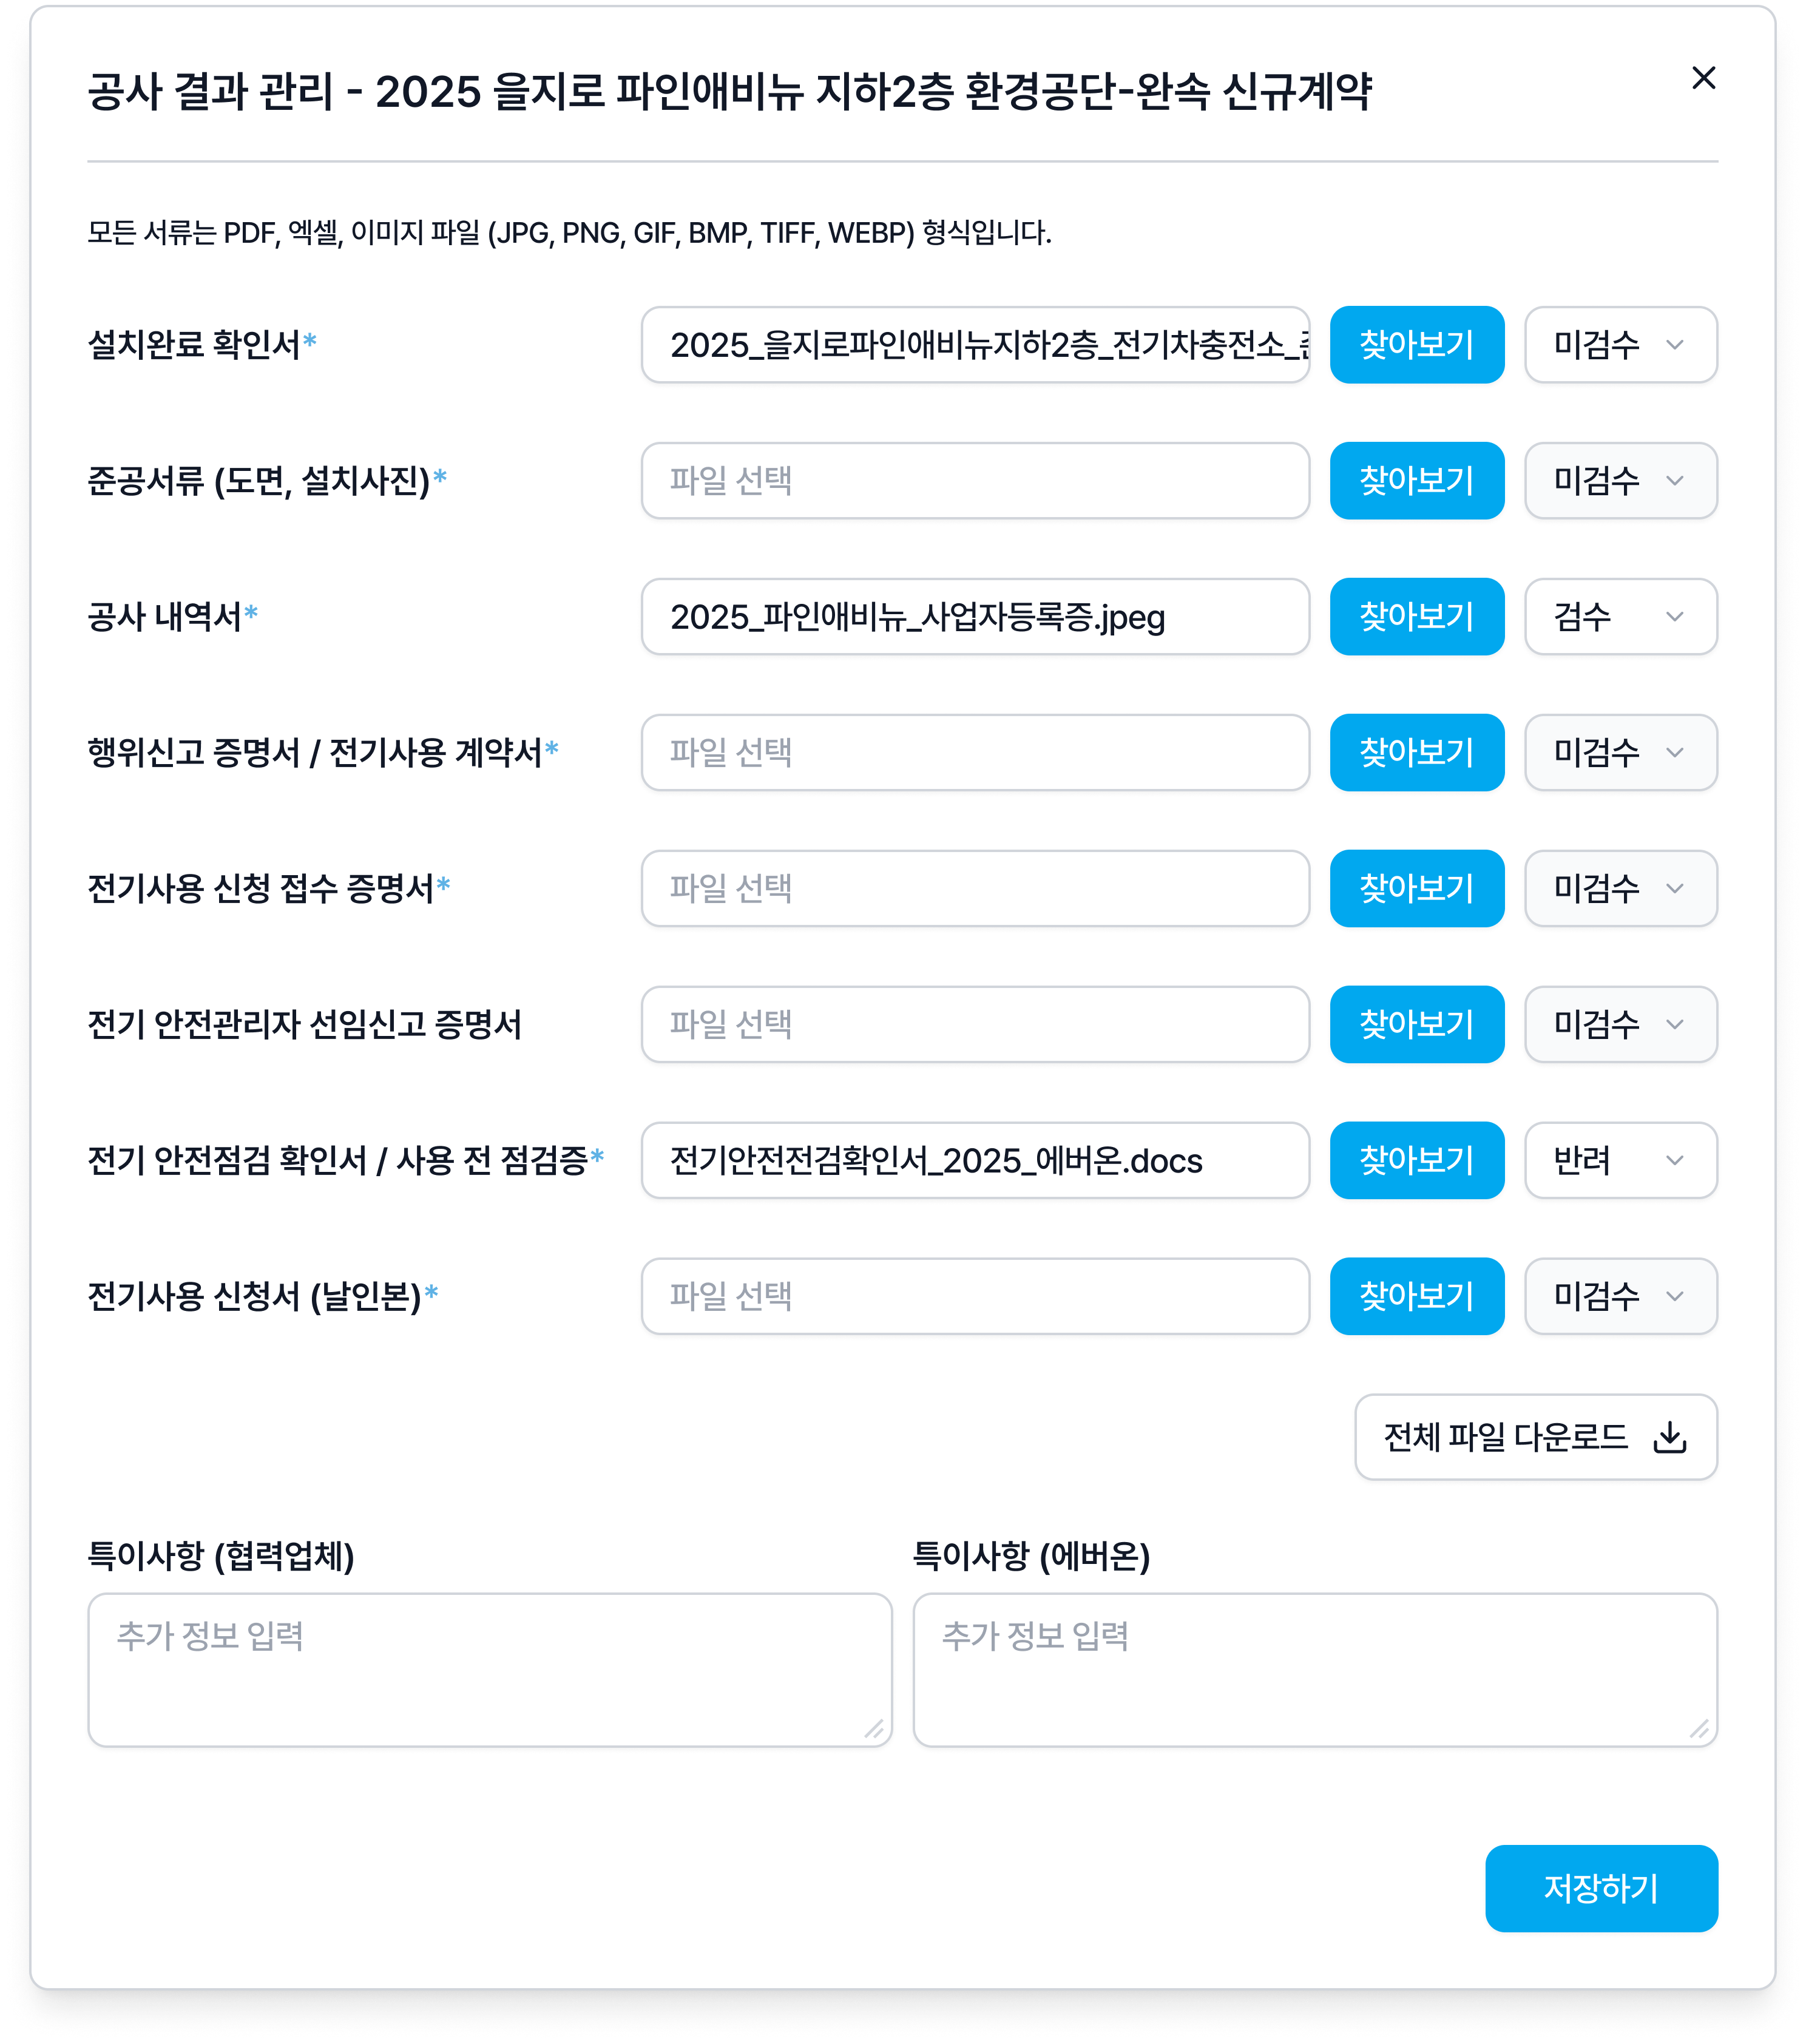 공사 결과 관리 - 2025 을지로 파인애비뉴 지하2층 환경공단-완속 신규계약
모든 서류는 PDF, 엑셀, 이미지 파일 (JPG, PNG, GIF, BMP, TIFF, WEBP) 형식입니다.
설치완료 확인서* 2025_을지로파인애비뉴지하2층_전기차충전소_ 찾아보기 미검수
준공서류 (도면, 설치사진)* 파일 선택 찾아보기 미검수
공사 내역서* 2025_파인애비뉴_사업자등록증.jpeg 찾아보기 검수
행위신고 증명서 / 전기사용 계약서* 파일 선택 찾아보기 미검수
전기사용 신청 접수 증명서* 파일 선택 찾아보기 미검수
전기 안전관리자 선임신고 증명서 파일 선택 찾아보기 미검수
전기 안전점검 확인서 / 사용 전 점검증* 전기안전전검확인서_2025_에버온.docs 찾아보기 반려
전기사용 신청서 (날인본)* 파일 선택 찾아보기 미검수
전체 파일 다운로드
특이사항 (협력업체) 특이사항 (에버온)
추가 정보 입력 추가 정보 입력
저장하기